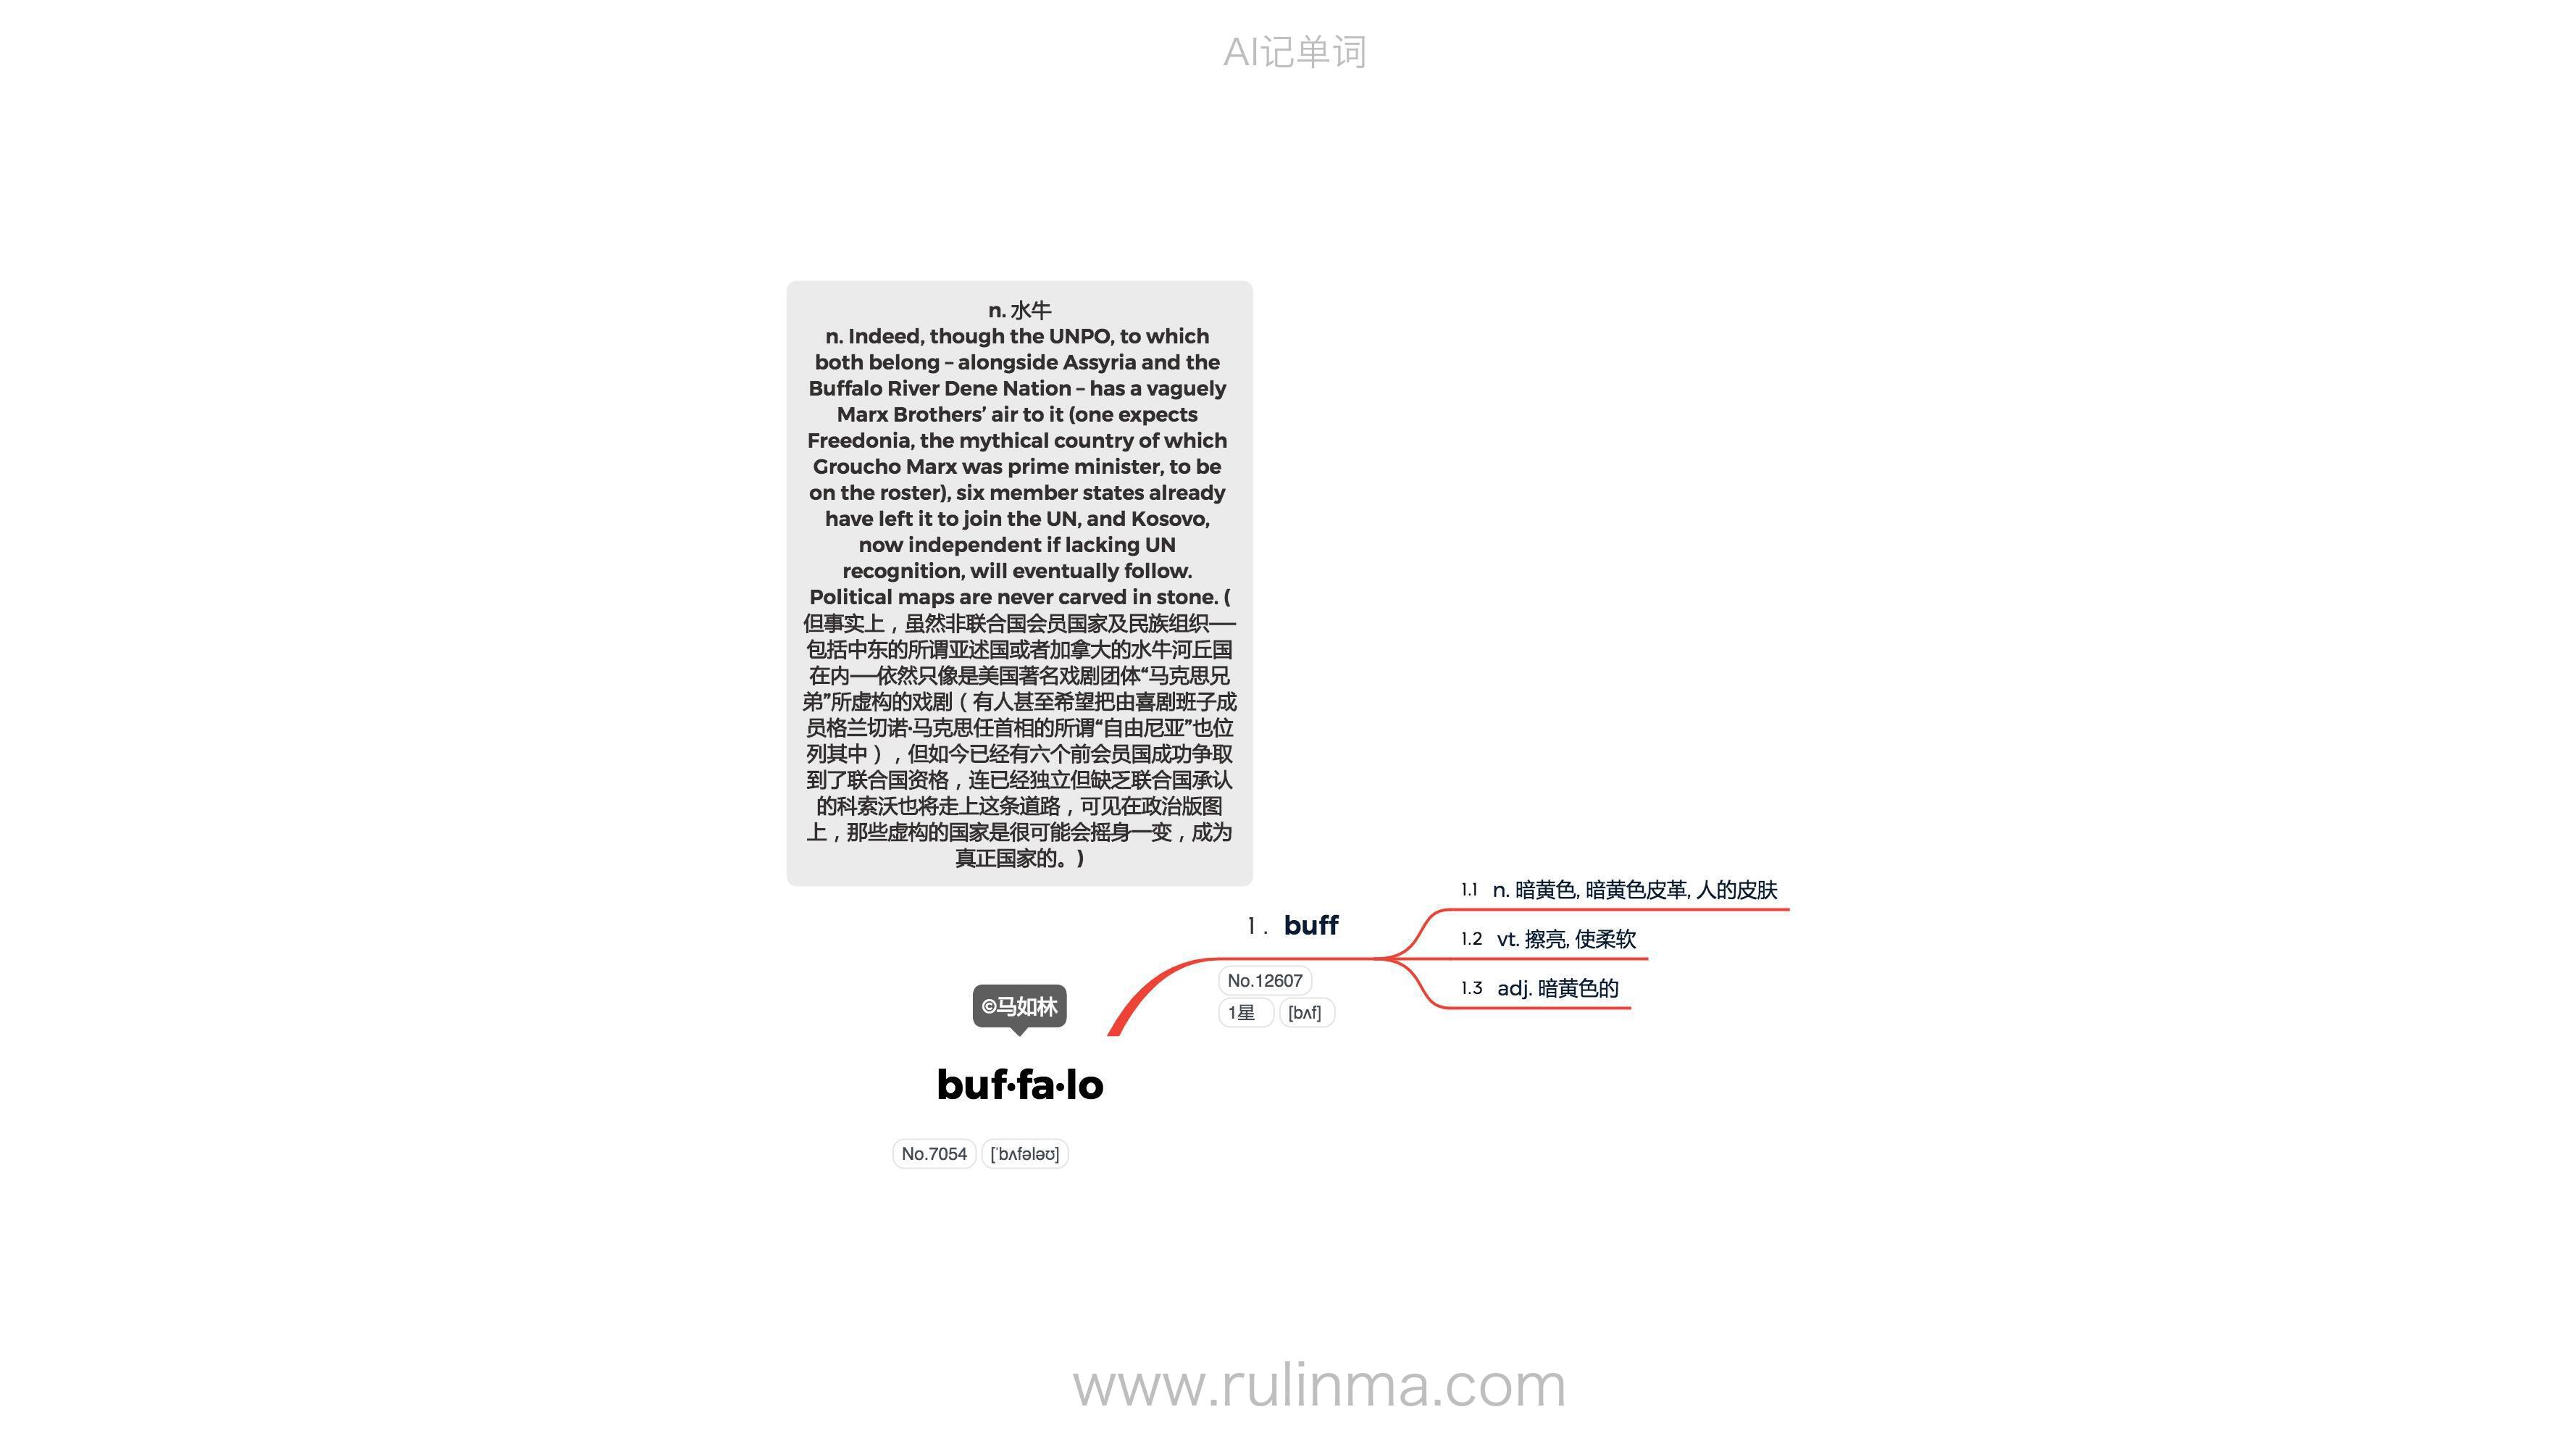 AI记单词
n. 水牛
n. Indeed, though the UNPO, to which
both belong – alongside Assyria and the
Buffalo River Dene Nation – has a vaguely
Marx Brothers’ air to it (one expects
Freedonia, the mythical country of which
Groucho Marx was prime minister, to be
on the roster), six member states already
have left it to join the UN, and Kosovo,
now independent if lacking UN
recognition, will eventually follow.
Political maps are never carved in stone. (
但事实上，虽然非联合国会员国家及民族组织——
包括中东的所谓亚述国或者加拿大的水牛河丘国
在内——依然只像是美国著名戏剧团体“马克思兄
弟”所虚构的戏剧（有人甚至希望把由喜剧班子成
员格兰切诺·马克思任首相的所谓“自由尼亚”也位
列其中），但如今已经有六个前会员国成功争取
到了联合国资格，连已经独立但缺乏联合国承认
的科索沃也将走上这条道路，可见在政治版图
上，那些虚构的国家是很可能会摇身一变，成为
真正国家的。)
1.1 n. 暗黄色, 暗黄色皮革, 人的皮肤
1. buff
1.2 vt. 擦亮, 使柔软
No.12607
1.3 adj. 暗黄色的
1星 [bʌf]
©马如林
buf·fa·lo
No.7054 [ˈbʌfələʊ]
www.rulinma.com